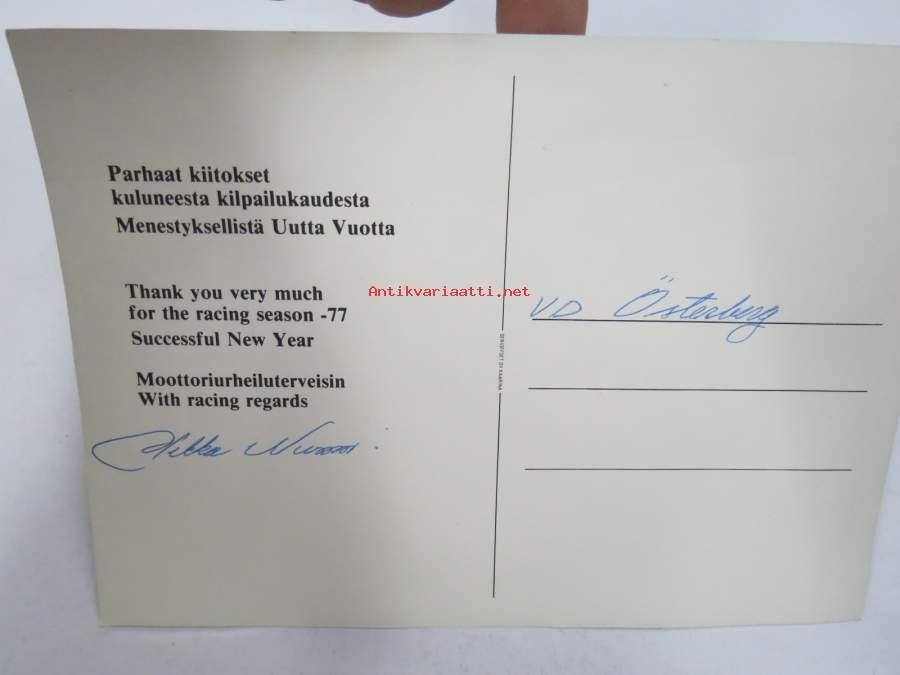 Parhaat kiitokset
kuluneesta kilpailukaudesta
Menestyksellistä Uutta Vuotta
Thank you very much
for the racing season -77
Successful New Year
Moottoriurheiluterveisin
With racing regards
Antikvariaatti.net
VD Österberg